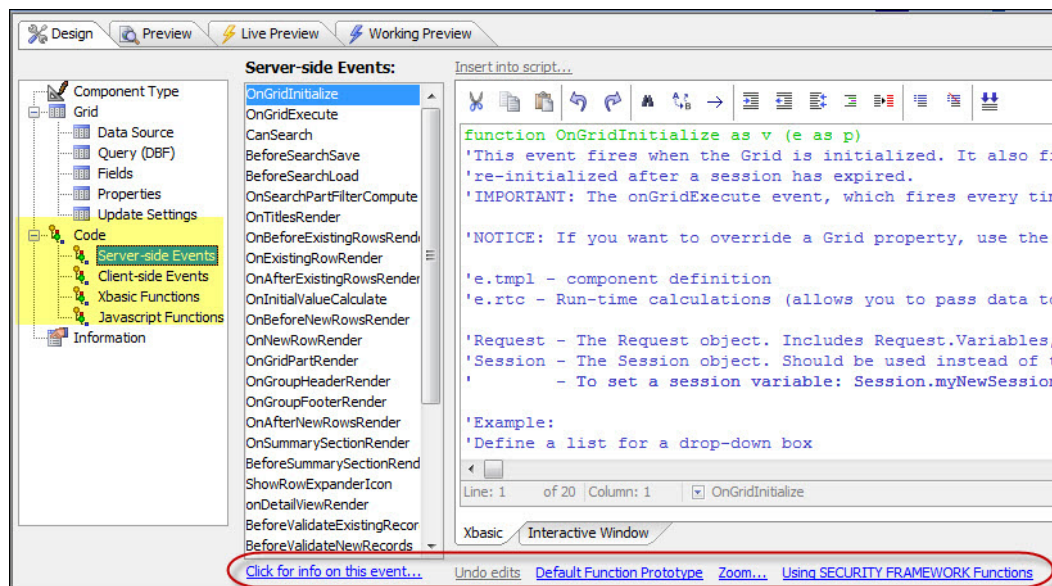 Design
Preview
Live Preview
Working Preview
Component Type
Grid
Data Source
Query (DBF)
Fields
Properties
Update Settings
Code
Server-side Events
Client-side Events
Xbasic Functions
Javascript Functions
Information
Server-side Events:
OnGridInitialize
OnGridExecute
CanSearch
BeforeSearchSave
BeforeSearchLoad
OnSearchPartFilterCompute
OnTitlesRender
OnBeforeExistingRowsRend
OnExistingRowRender
OnAfterExistingRowsRender
OnInitialValueCalculate
OnBeforeNewRowsRender
OnNewRowRender
OnGridPartRender
OnGroupHeaderRender
OnGroupFooterRender
OnAfterNewRowsRender
OnSummarySectionRender
BeforeSummarySectionRend
ShowRowExpanderIcon
onDetailViewRender
BeforeValidateExistingRecor
BeforeValidateNewRecords
Insert into script...
function OnGridInitialize as v (e as p)
'This event fires when the Grid is initialized. It also f
're-initialized after a session has expired.
'IMPORTANT: The onGridExecute event, which fires every tim
'NOTICE: If you want to override a Grid property, use the
'e.tmpl - component definition
'e.rtc - Run-time calculations (allows you to pass data to
'Request - The Request object. Includes Request.Variables,
'Session - The Session object. Should be used instead of
' - To set a session variable: Session.myNewSession
'Example:
'Define a list for a drop-down box
Line: 1 of 20 Column: 1 OnGridInitialize
Xbasic Interactive Window
Click for info on this event... Undo edits Default Function Prototype Zoom... Using SECURITY FRAMEWORK Functions